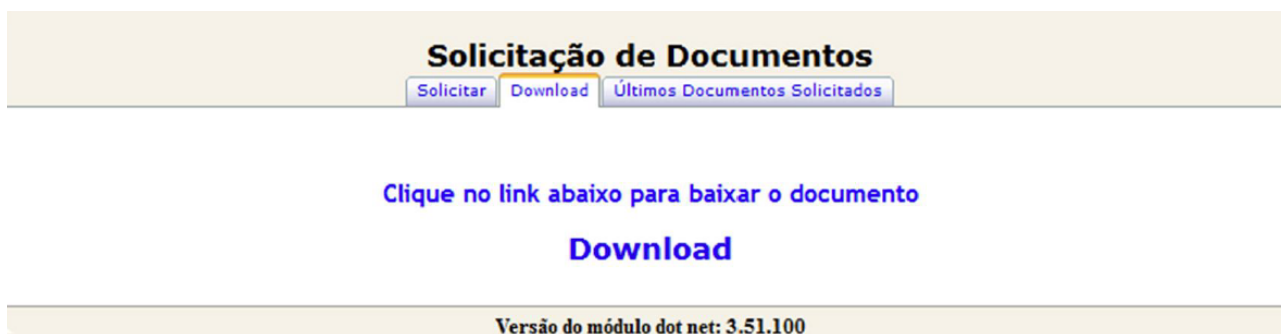 Solicitação de Documentos
Solicitar Download Últimos Documentos Solicitados
Clique no link abaixo para baixar o documento
Download
Versão do módulo dot net: 3.51.100